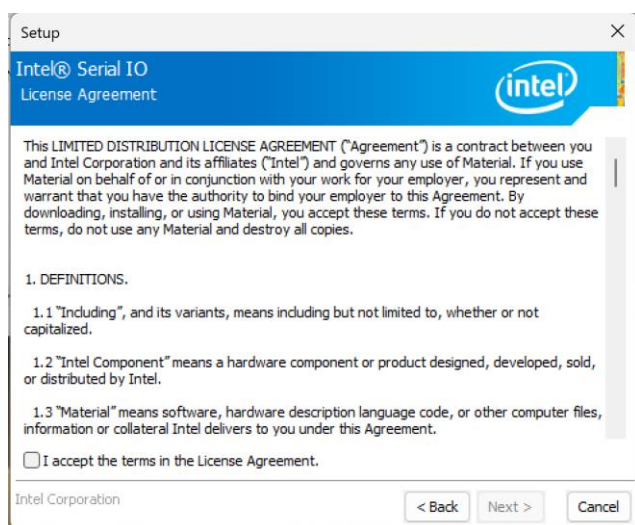 Setup
Intel® Serial IO
License Agreement
intel
This LIMITED DISTRIBUTION LICENSE AGREEMENT ("Agreement") is a contract between you
and Intel Corporation and its affiliates ("Intel") and governs any use of Material. If you use
Material on behalf of or in conjunction with your work for your employer, you represent and
warrant that you have the authority to bind your employer to this Agreement. By
downloading, installing, or using Material, you accept these terms. If you do not accept these
terms, do not use any Material and destroy all copies.
1. DEFINITIONS.
1.1 "Including", and its variants, means including but not limited to, whether or not
capitalized.
1.2 "Intel Component" means a hardware component or product designed, developed, sold,
or distributed by Intel.
1.3 "Material" means software, hardware description language code, or other computer files,
information or collateral Intel delivers to you under this Agreement.
I accept the terms in the License Agreement.
Intel Corporation
< Back Next > Cancel